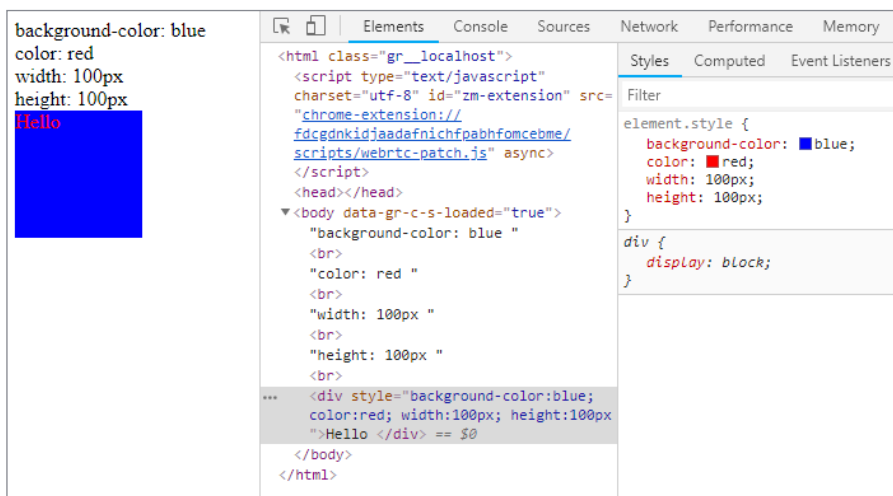 background-color: blue
color: red
width: 100px
height: 100px
Hello
Elements Console Sources Network Performance Memory
<html class="gr__localhost">
<script type="text/javascript"
charset="utf-8" id="zm-extension" src=
"chrome-extension://
fdcgdnkidjaadafnichfpabhfomcebme/
scripts/webrtc-patch.js" async>
</script>
<head></head>
<body data-gr-c-s-loaded="true">
"background-color: blue "
<br>
"color: red "
<br>
"width: 100px "
<br>
"height: 100px "
<br>
<div style="background-color:blue;
color:red; width:100px; height:100px
">Hello </div> == $0
</body>
</html>
Styles Computed Event Listeners
Filter
element.style {
background-color: blue;
color: red;
width: 100px;
height: 100px;
}
div {
display: block;
}